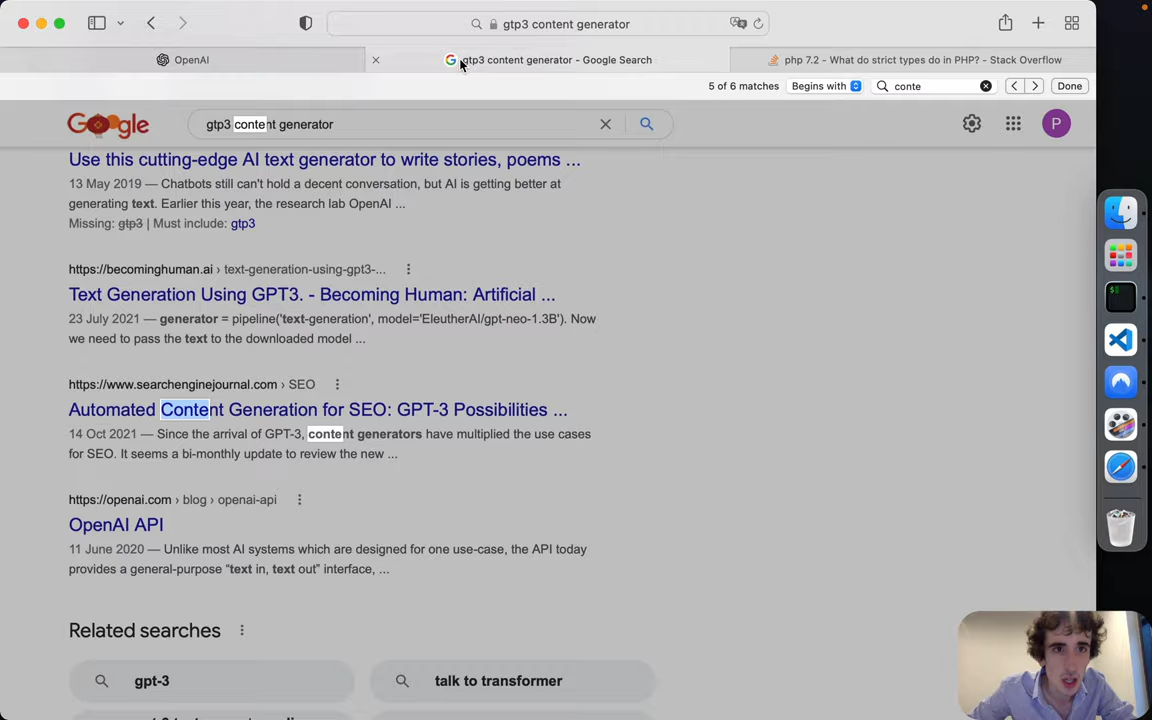 gtp3 content generator
OpenAI
gtp3 content generator - Google Search
php 7.2 - What do strict types do in PHP? - Stack Overflow
5 of 6 matches
Begins with
conte
Done
Google
gtp3 content generator
P
Use this cutting-edge AI text generator to write stories, poems ...
13 May 2019 — Chatbots still can't hold a decent conversation, but AI is getting better at
generating text. Earlier this year, the research lab OpenAI ...
Missing: gtp3 | Must include: gtp3
https://becominghuman.ai › text-generation-using-gpt3-...
Text Generation Using GPT3. - Becoming Human: Artificial ...
23 July 2021 — generator = pipeline('text-generation', model='EleutherAI/gpt-neo-1.3B'). Now
we need to pass the text to the downloaded model ...
https://www.searchenginejournal.com › SEO
Automated Content Generation for SEO: GPT-3 Possibilities ...
14 Oct 2021 — Since the arrival of GPT-3, content generators have multiplied the use cases
for SEO. It seems a bi-monthly update to review the new ...
https://openai.com › blog › openai-api
OpenAI API
11 June 2020 — Unlike most AI systems which are designed for one use-case, the API today
provides a general-purpose “text in, text out” interface, ...
Related searches
gpt-3
talk to transformer